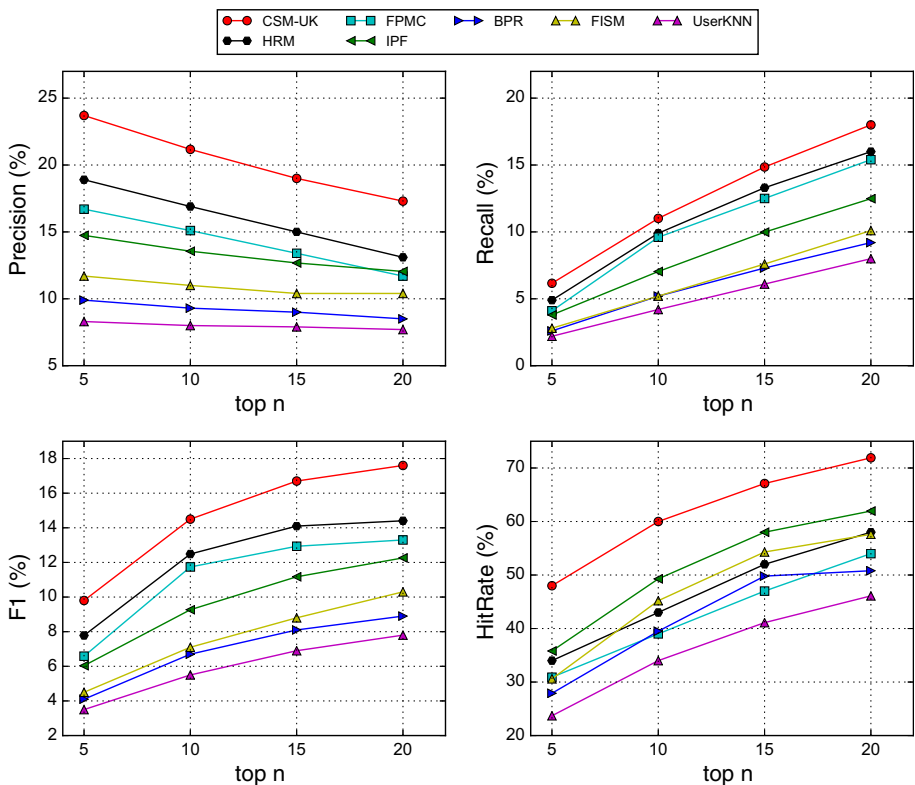 CSM-UK FPMC BPR FISM UserKNN
HRM IPF
25
20
15
10
5
Precision (%)
5 10 15 20
top n
20
15
10
5
0
Recall (%)
5 10 15 20
top n
18
16
14
12
10
8
6
4
2
F1 (%)
5 10 15 20
top n
70
60
50
40
30
20
HitRate (%)
5 10 15 20
top n